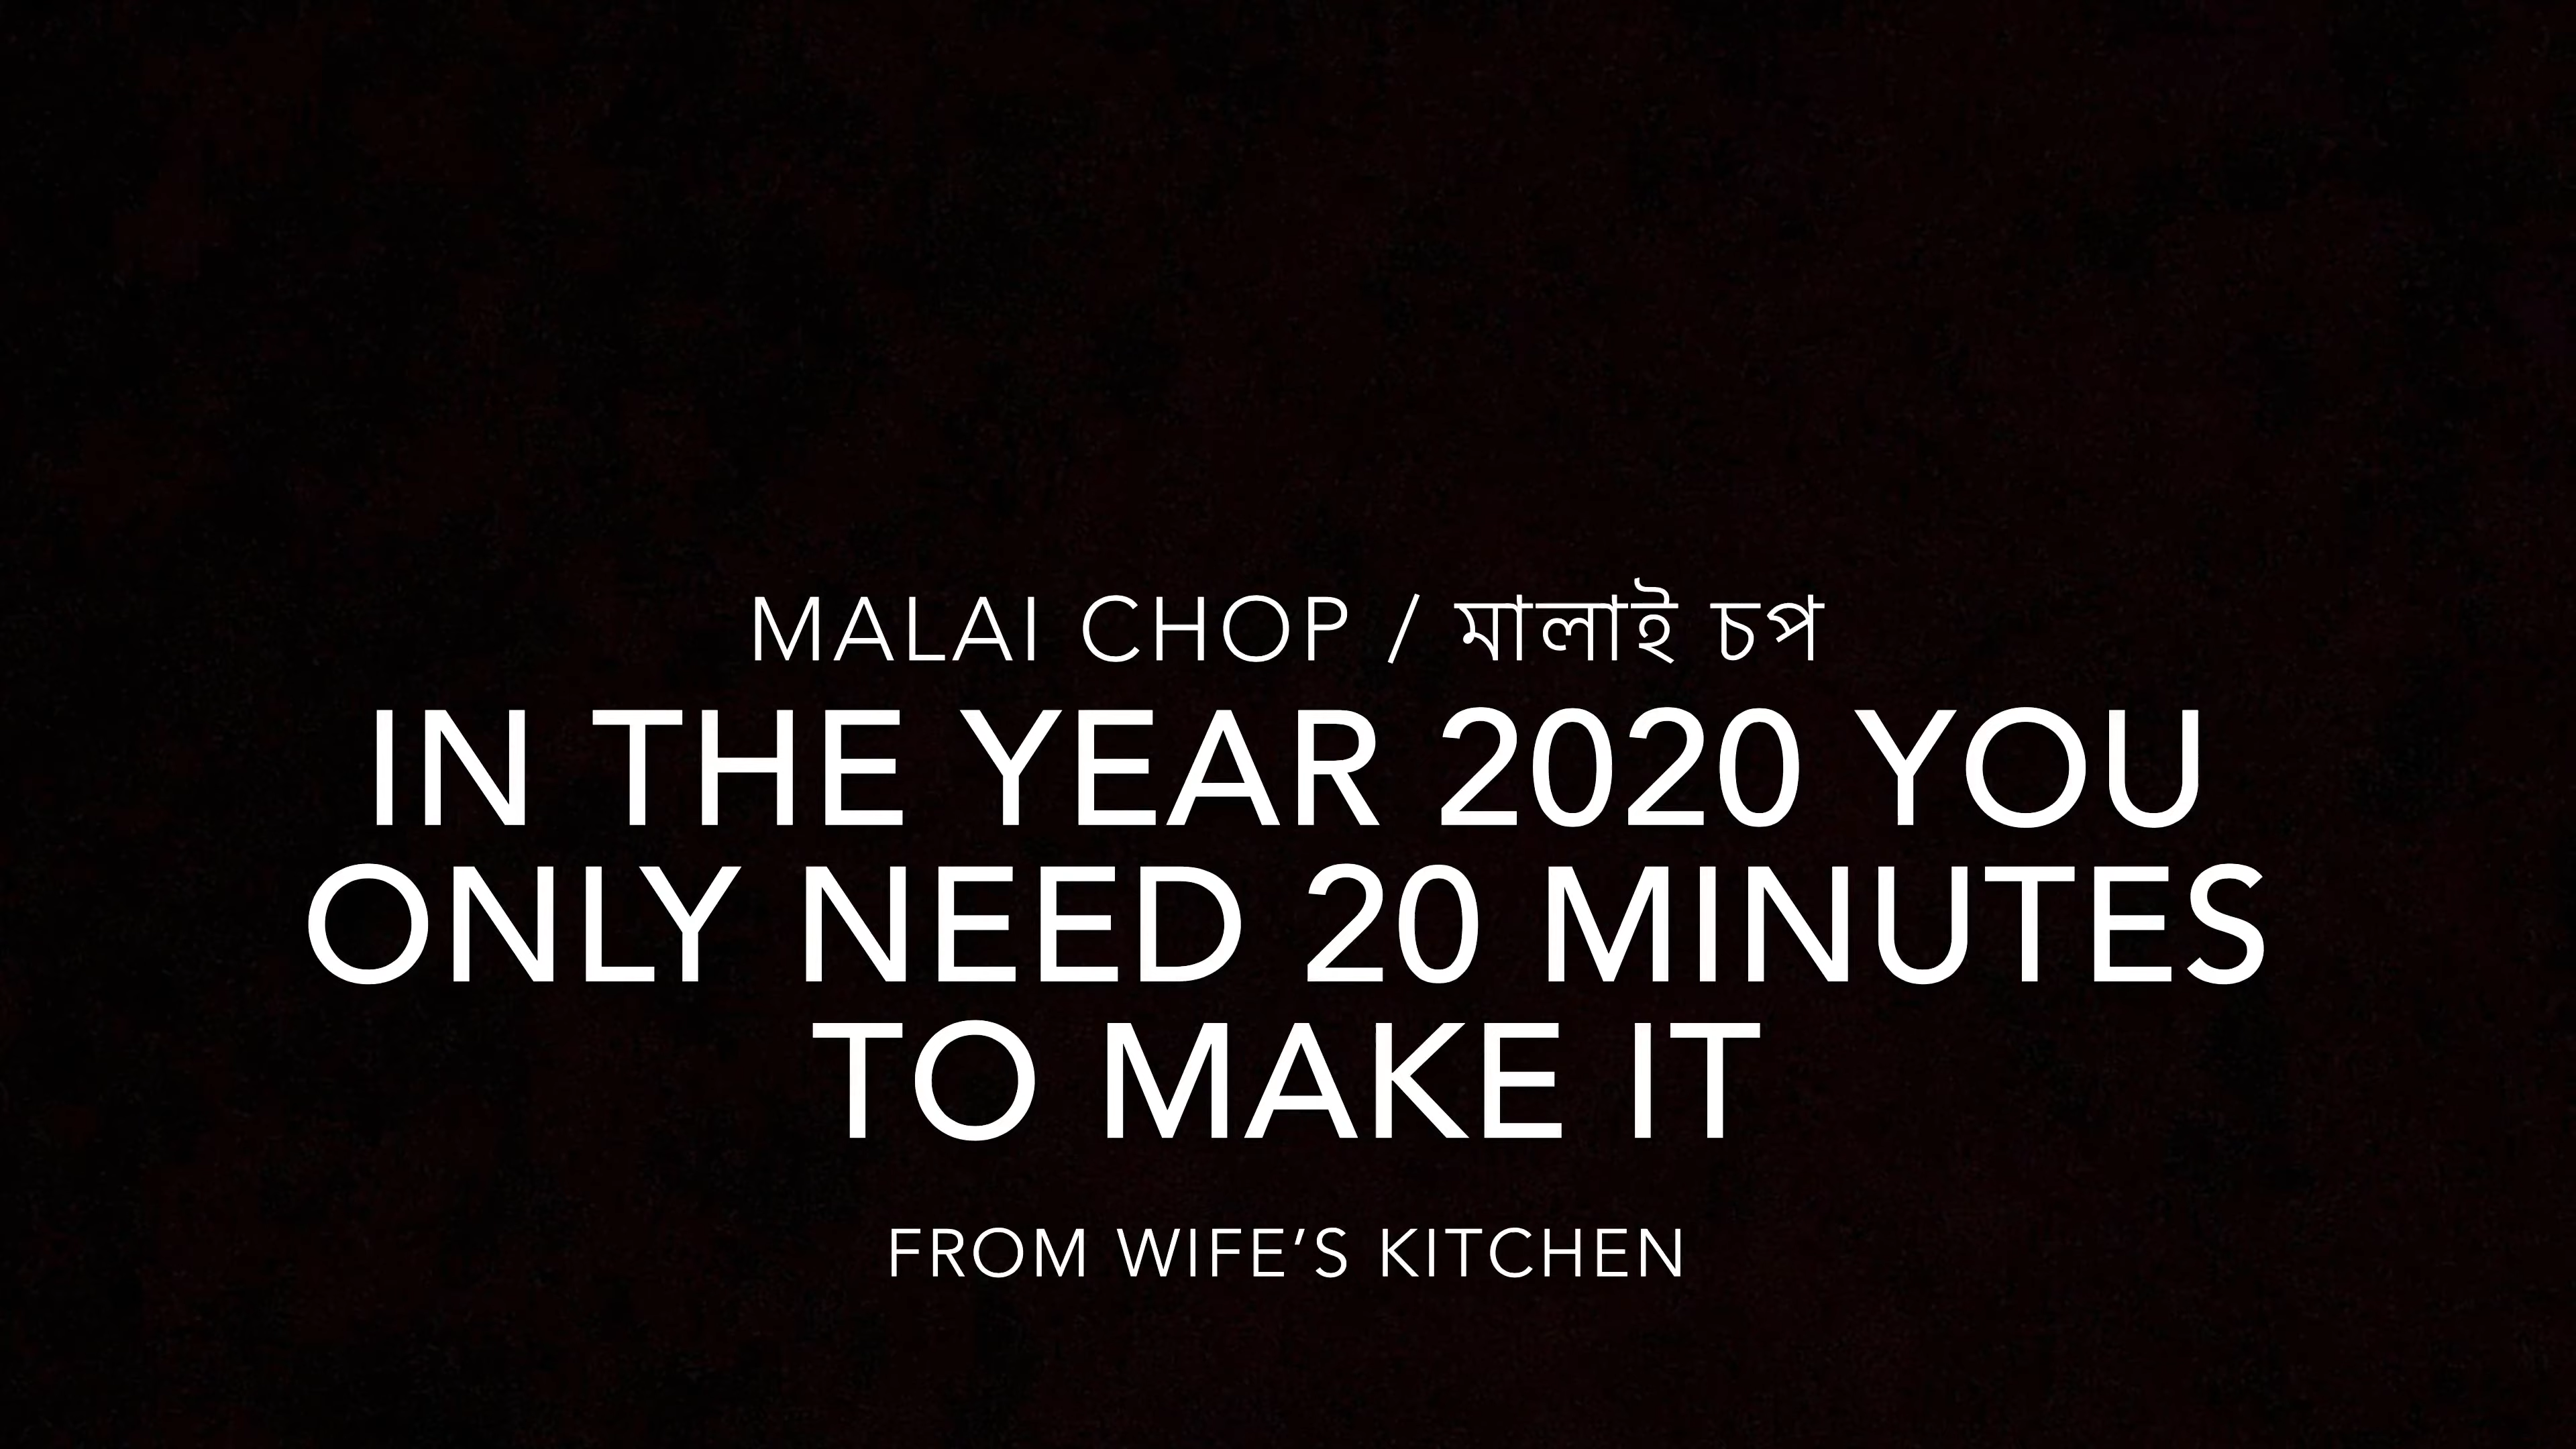 MALAI CHOP / মালাই চপ
IN THE YEAR 2020 YOU
ONLY NEED 20 MINUTES
TO MAKE IT
FROM WIFE’S KITCHEN